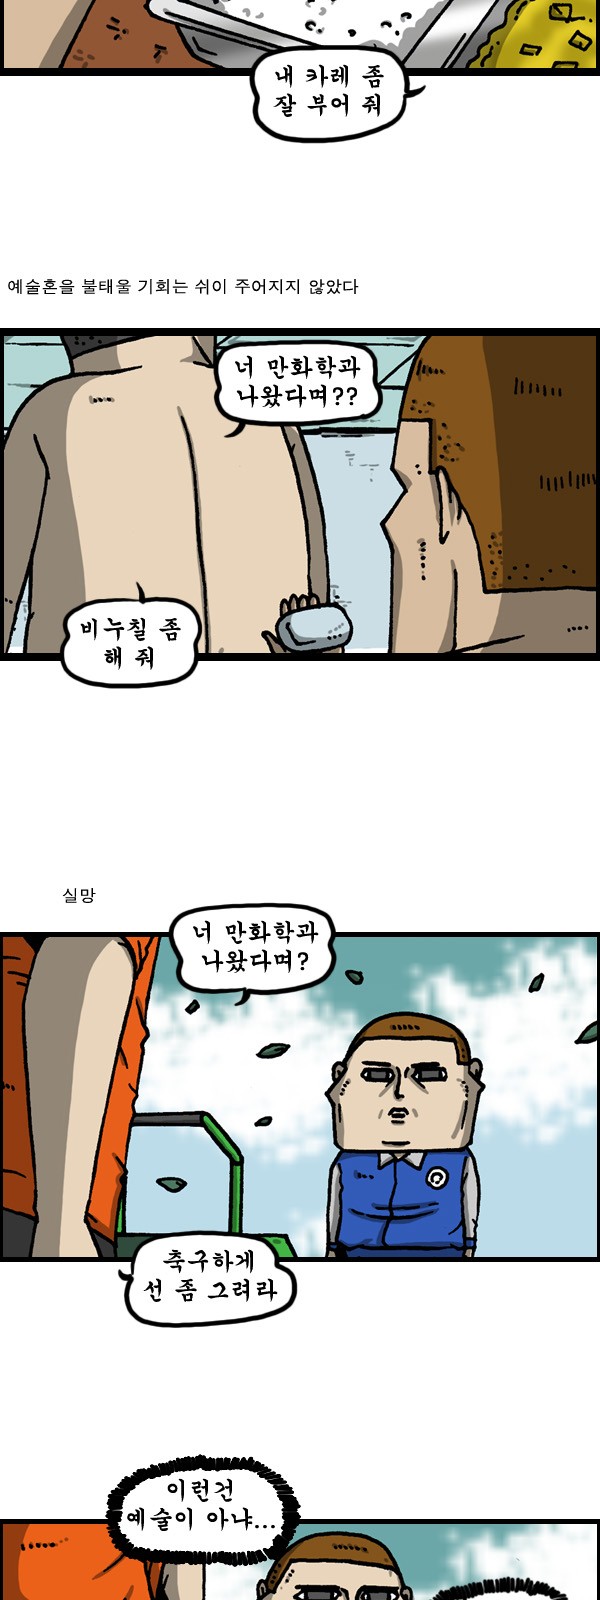 내 카레 좀
잘 부어 줘
예술혼을 불태울 기회는 쉬이 주어지지 않았다
너 만화학과
나왔다며??
비누칠 좀
해 줘
실망
너 만화학과
나왔다며?
축구하게
선 좀 그려라
이런건
예술이 아냐...